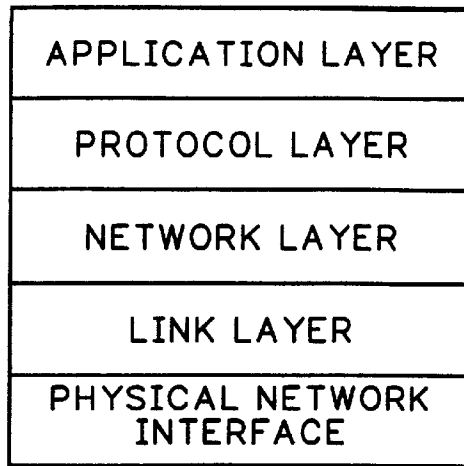 APPLICATION LAYER
PROTOCOL LAYER
NETWORK LAYER
LINK LAYER
PHYSICAL NETWORK
INTERFACE